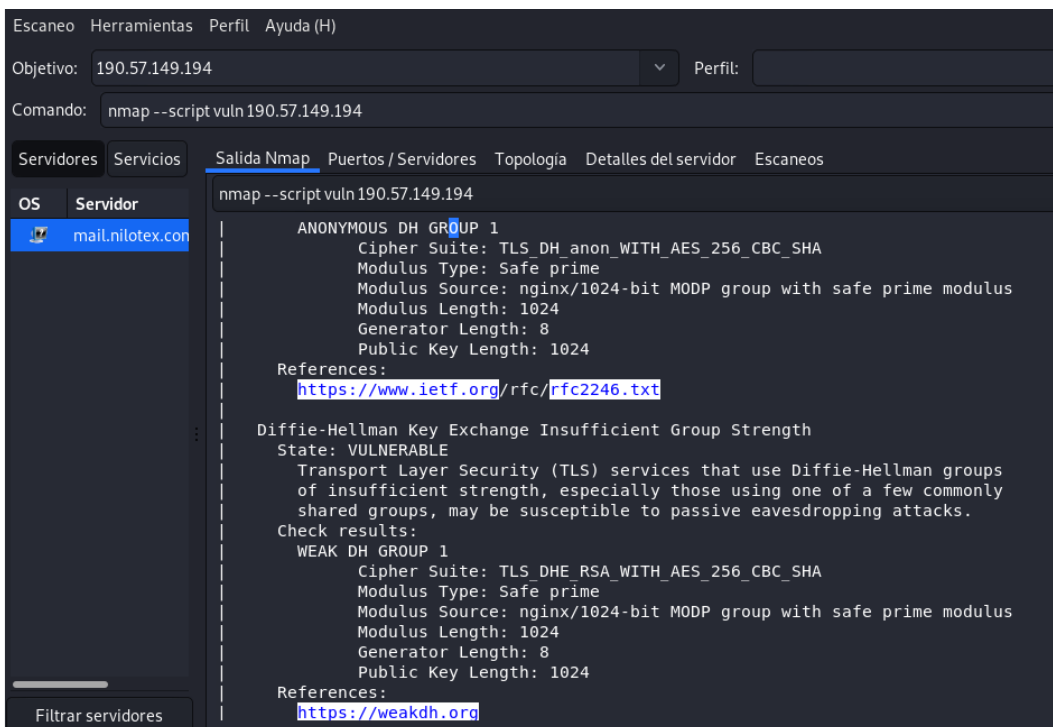 Escaneo Herramientas Perfil Ayuda (H)
Objetivo: 190.57.149.194 Perfil:
Comando: nmap --script vuln 190.57.149.194
Servidores Servicios
OS Servidor
mail.nilotex.con
Salida Nmap Puertos / Servidores Topología Detalles del servidor Escaneos
nmap --script vuln 190.57.149.194
| ANONYMOUS DH GROUP 1
| Cipher Suite: TLS_DH_anon_WITH_AES_256_CBC_SHA
| Modulus Type: Safe prime
| Modulus Source: nginx/1024-bit MODP group with safe prime modulus
| Modulus Length: 1024
| Generator Length: 8
| Public Key Length: 1024
| References:
| https://www.ietf.org/rfc/rfc2246.txt
|
| Diffie-Hellman Key Exchange Insufficient Group Strength
| State: VULNERABLE
| Transport Layer Security (TLS) services that use Diffie-Hellman groups
| of insufficient strength, especially those using one of a few commonly
| shared groups, may be susceptible to passive eavesdropping attacks.
| Check results:
| WEAK DH GROUP 1
| Cipher Suite: TLS_DHE_RSA_WITH_AES_256_CBC_SHA
| Modulus Type: Safe prime
| Modulus Source: nginx/1024-bit MODP group with safe prime modulus
| Modulus Length: 1024
| Generator Length: 8
| Public Key Length: 1024
| References:
| https://weakdh.org
Filtrar servidores